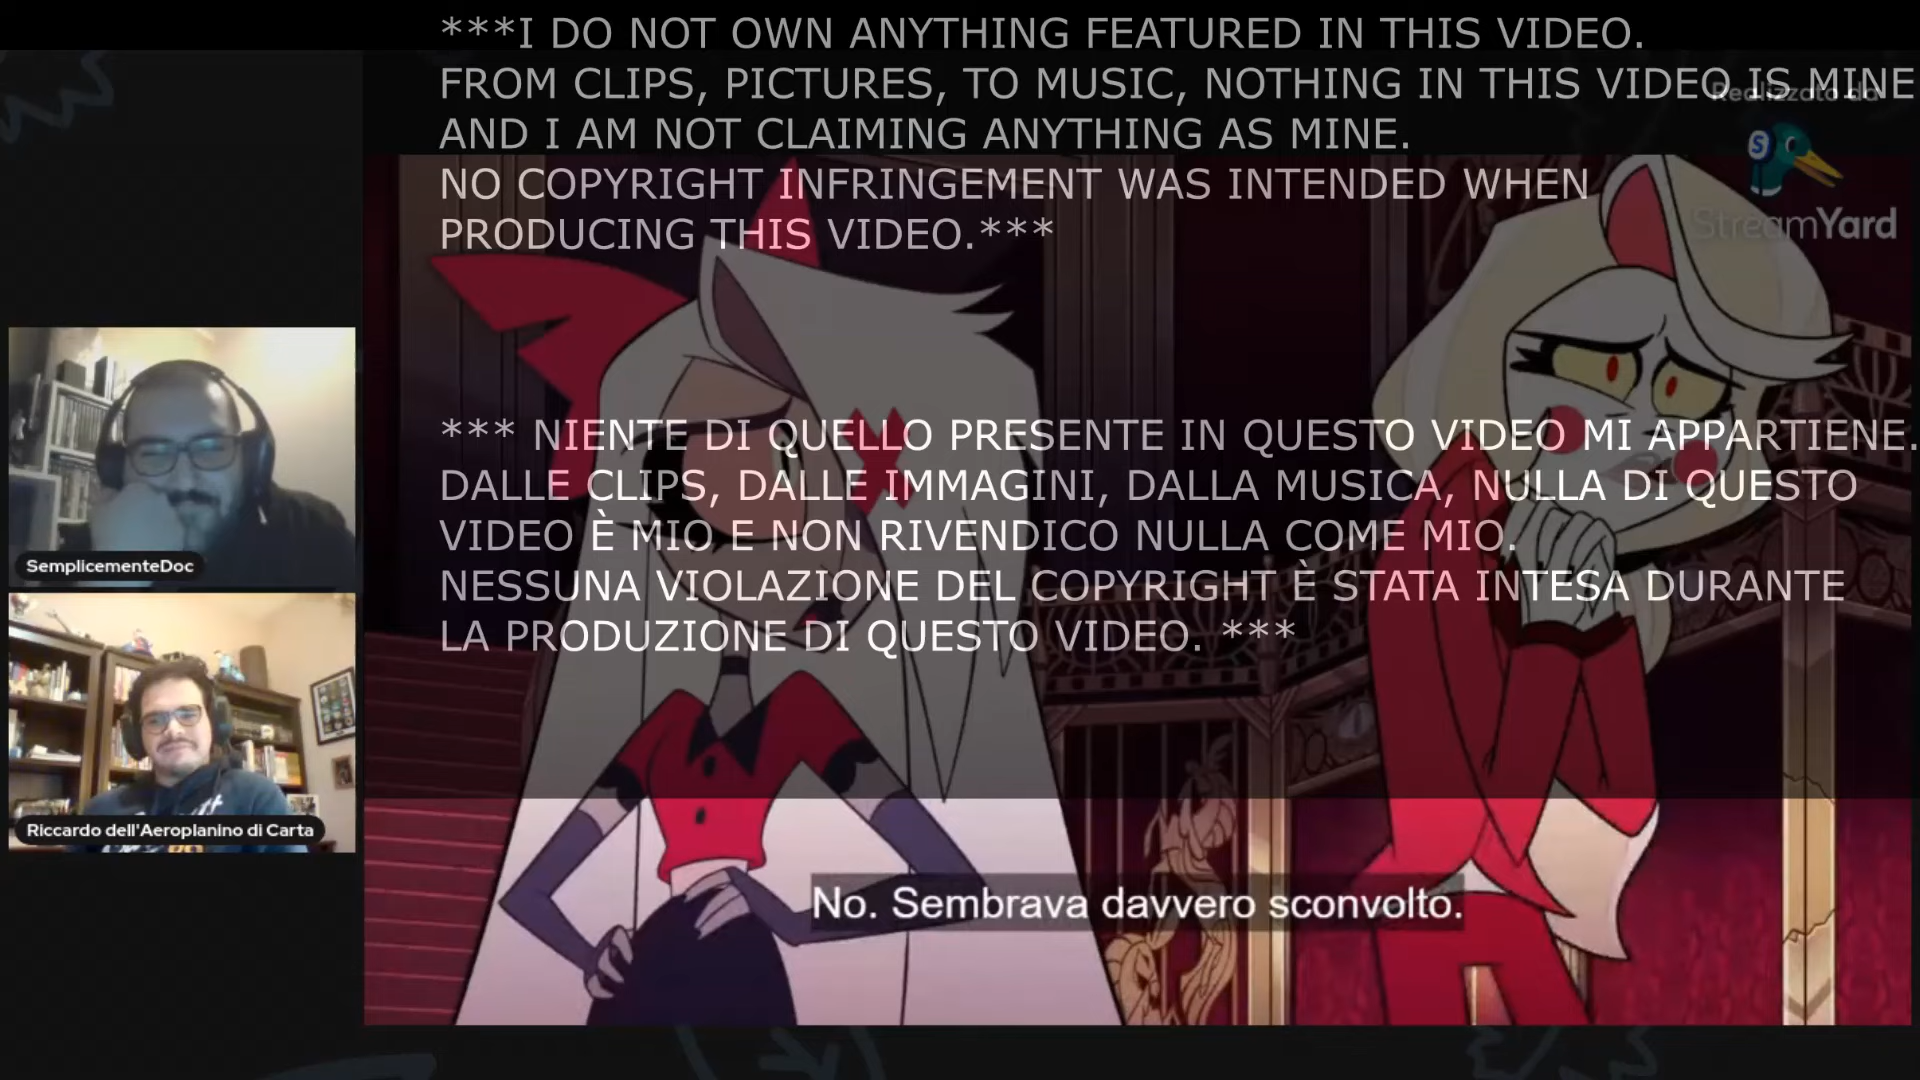 ***I DO NOT OWN ANYTHING FEATURED IN THIS VIDEO.
FROM CLIPS, PICTURES, TO MUSIC, NOTHING IN THIS VIDEO IS MINE
AND I AM NOT CLAIMING ANYTHING AS MINE.
NO COPYRIGHT INFRINGEMENT WAS INTENDED WHEN
PRODUCING THIS VIDEO.***
Realizzato da
S
StreamYard
*** NIENTE DI QUELLO PRESENTE IN QUESTO VIDEO MI APPARTIENE.
DALLE CLIPS, DALLE IMMAGINI, DALLA MUSICA, NULLA DI QUESTO
VIDEO È MIO E NON RIVENDICO NULLA COME MIO.
NESSUNA VIOLAZIONE DEL COPYRIGHT È STATA INTESA DURANTE
LA PRODUZIONE DI QUESTO VIDEO. ***
SemplicementeDoc
Riccardo dell'Aeroplanino di Carta
No. Sembrava davvero sconvolto.